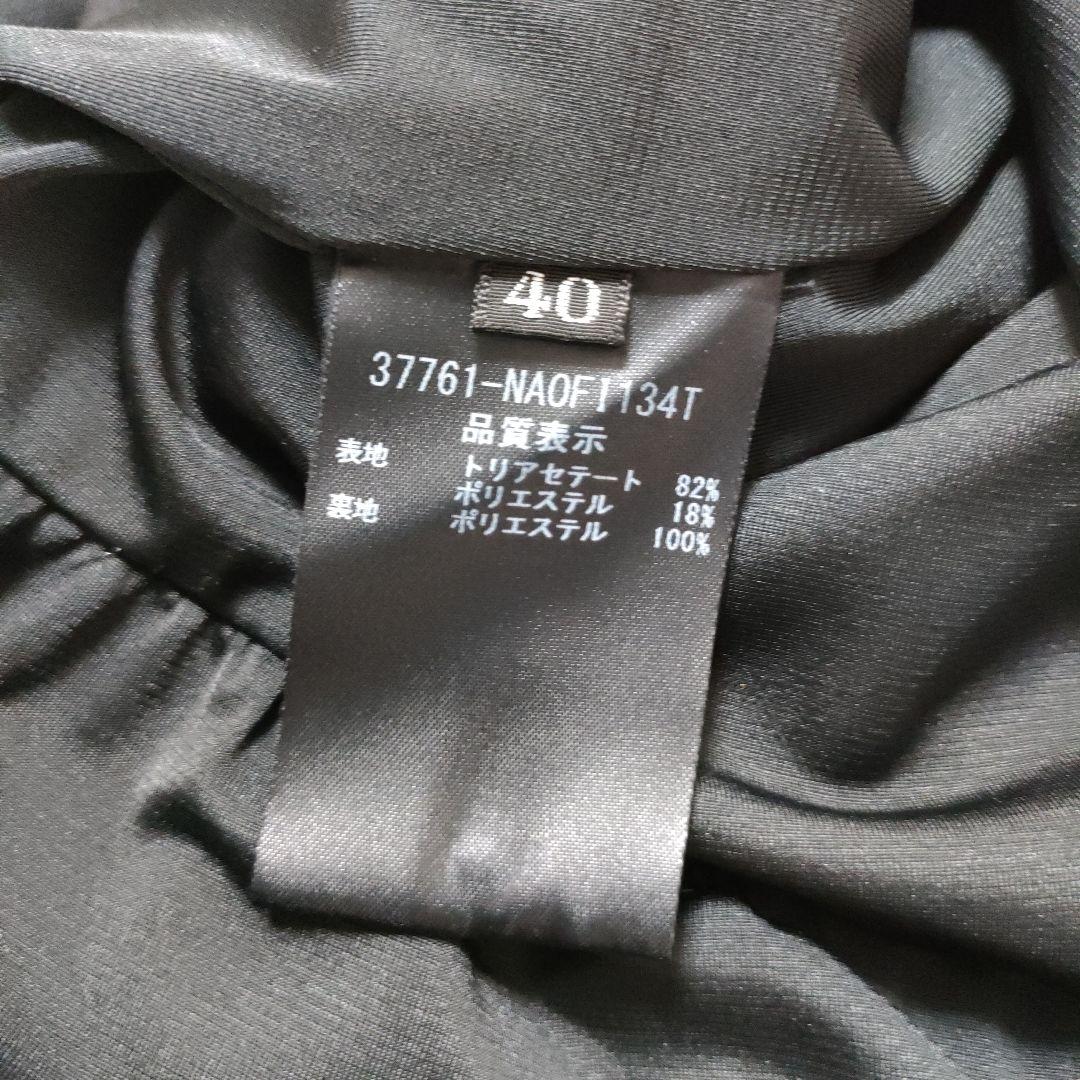 40
37761-NAOFI134T
品質表示
表地 トリアセテート 82%
ポリエステル 18%
裏地 ポリエステル 100%